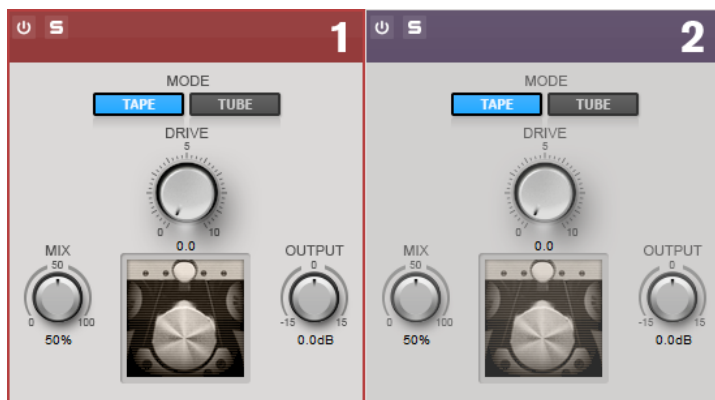 S 1
MODE
TAPE TUBE
DRIVE
5
0 10
0.0
MIX
50
0 100
50%
OUTPUT
0
-15 15
0.0dB
S 2
MODE
TAPE TUBE
DRIVE
5
0 10
0.0
MIX
50
0 100
50%
OUTPUT
0
-15 15
0.0dB